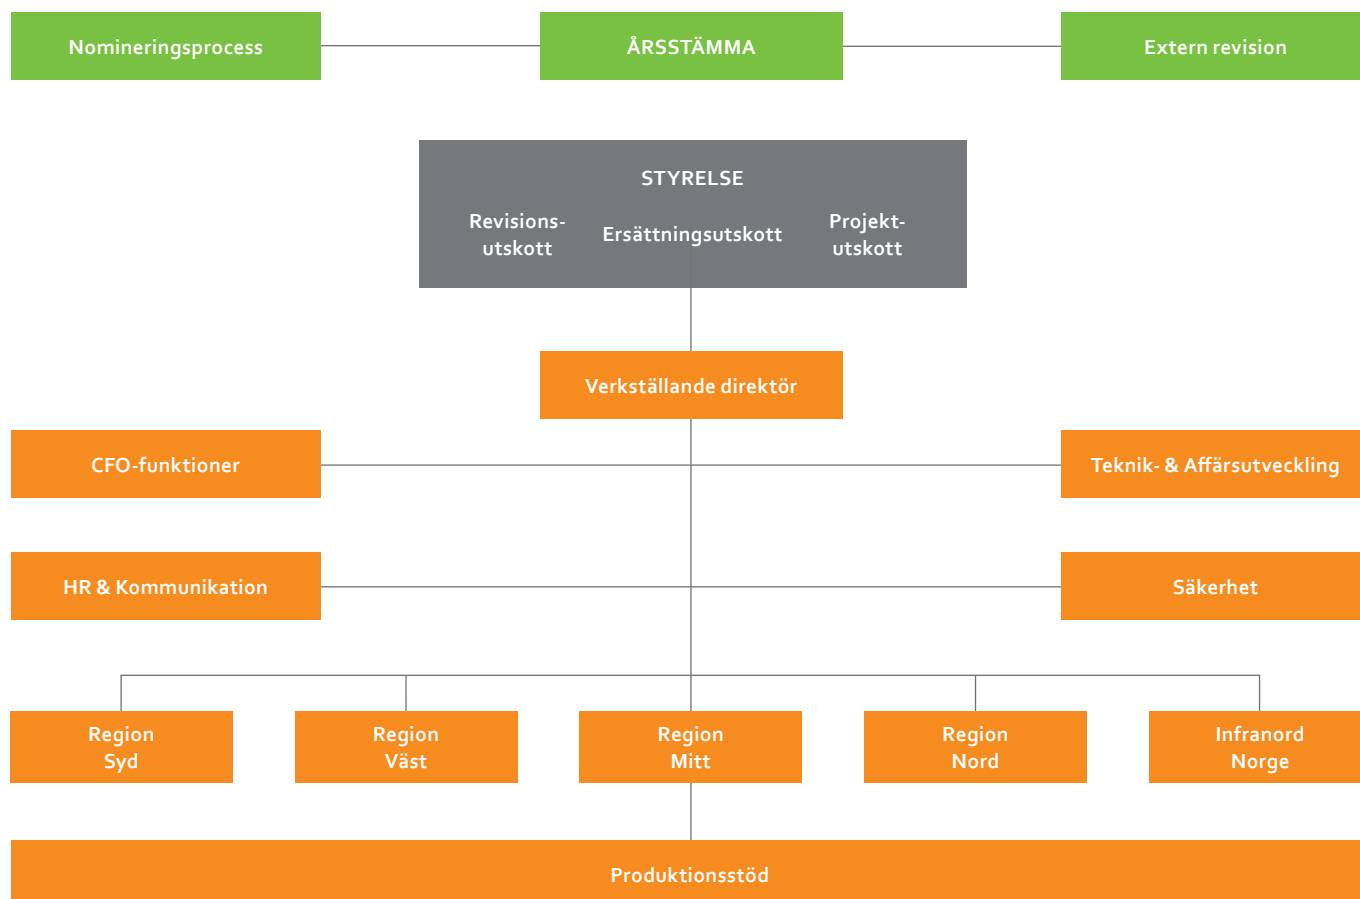 Nomineringsprocess
ÅRSSTÄMMA
Extern revision
STYRELSE
Revisions-
utskott
Ersättningsutskott
Projekt-
utskott
Verkställande direktör
CFO-funktioner
Teknik- & Affärsutveckling
HR & Kommunikation
Säkerhet
Region
Syd
Region
Väst
Region
Mitt
Region
Nord
Infranord
Norge
Produktionsstöd